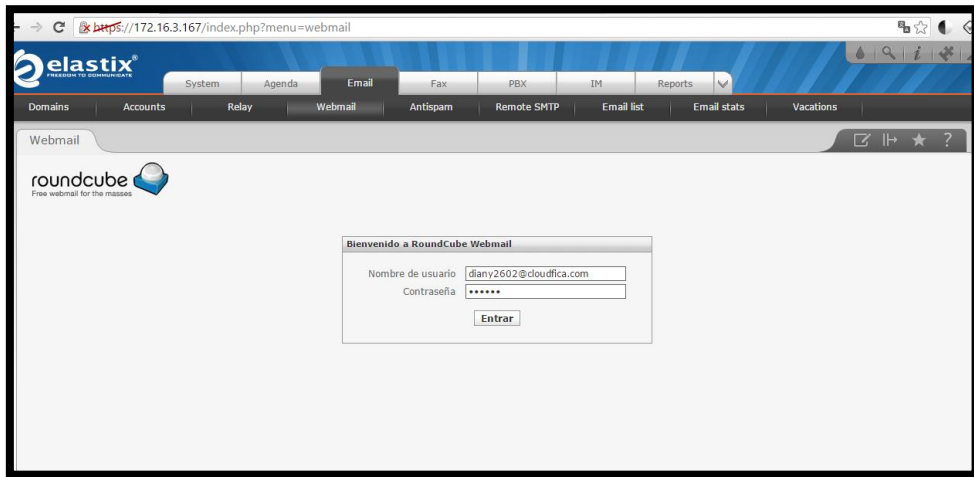 https://172.16.3.167/index.php?menu=webmail
elastix®
FREEDOM TO COMMUNICATE
System Agenda Email Fax PBX IM Reports
Domains Accounts Relay Webmail Antispam Remote SMTP Email list Email stats Vacations
Webmail
roundcube
Free webmail for the masses
Bienvenido a RoundCube Webmail
Nombre de usuario diany2602@cloudfica.com
Contraseña ••••••
Entrar